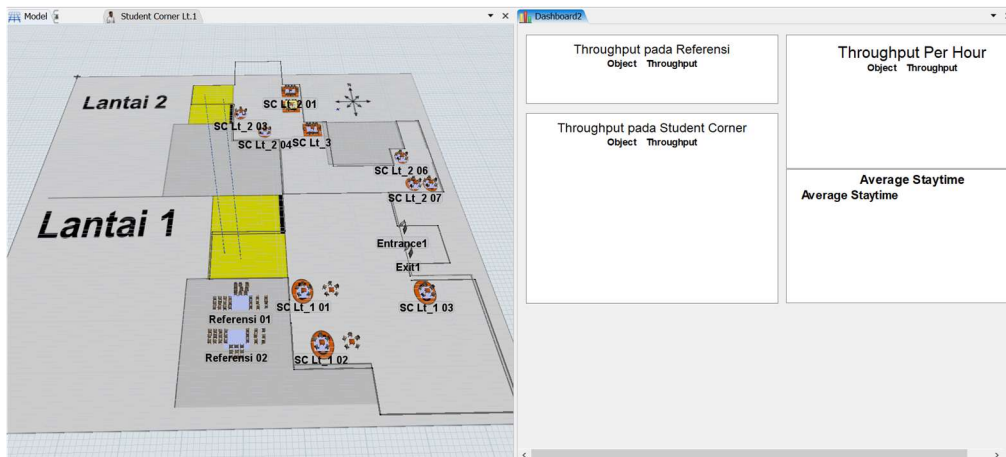 Model
Student Corner Lt.1
Dashboard2
Lantai 2
SC Lt_2 01
SC Lt_2 03
SC Lt_2 04
SC Lt_3
SC Lt_2 06
SC Lt_2 07
Lantai 1
Entrance1
Exit1
SC Lt_1 01
SC Lt_1 03
Referensi 01
Referensi 02
SC Lt_1 02
Throughput pada Referensi
Object Throughput
Throughput pada Student Corner
Object Throughput
Throughput Per Hour
Object Throughput
Average Staytime
Average Staytime